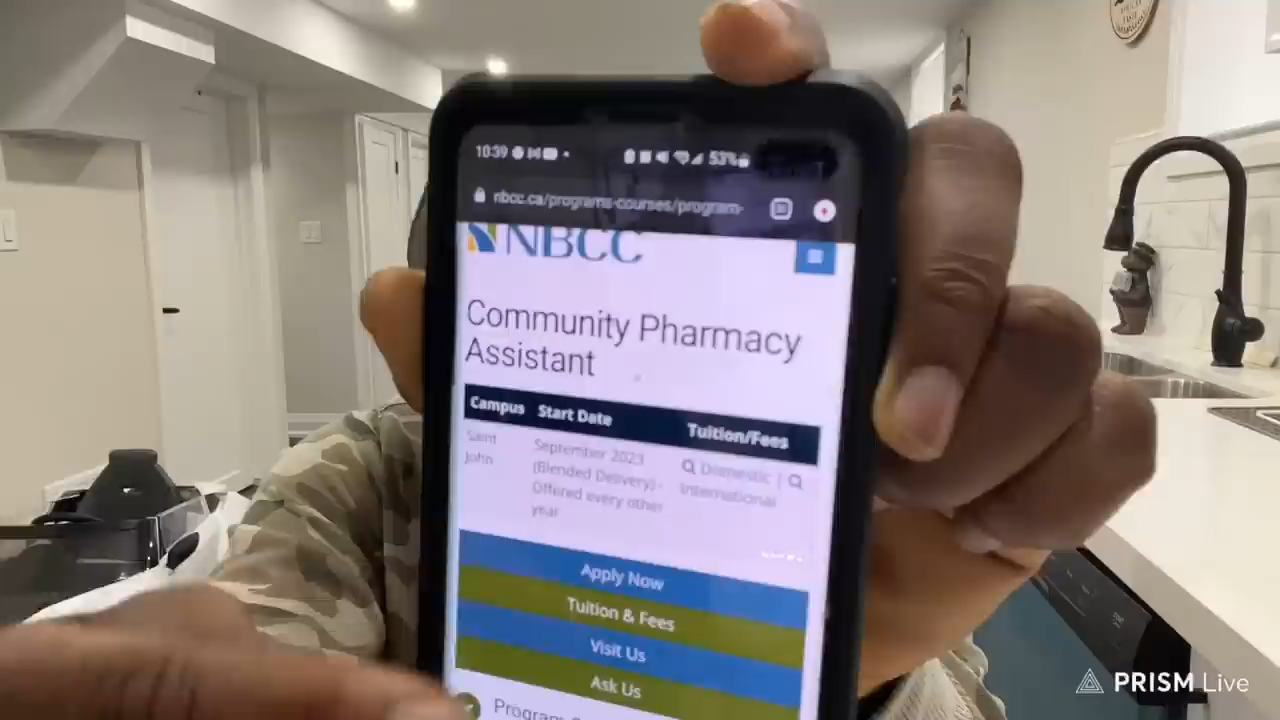 10:39
53%
nbcc.ca/programs-courses/program-
NBCC
Community Pharmacy
Assistant
Campus Start Date Tuition/Fees
Saint
John
September 2023
(Blended Delivery) -
Offered every other
year
Domestic |
International
Apply Now
Tuition & Fees
Visit Us
Ask Us
Program
PRISM Live